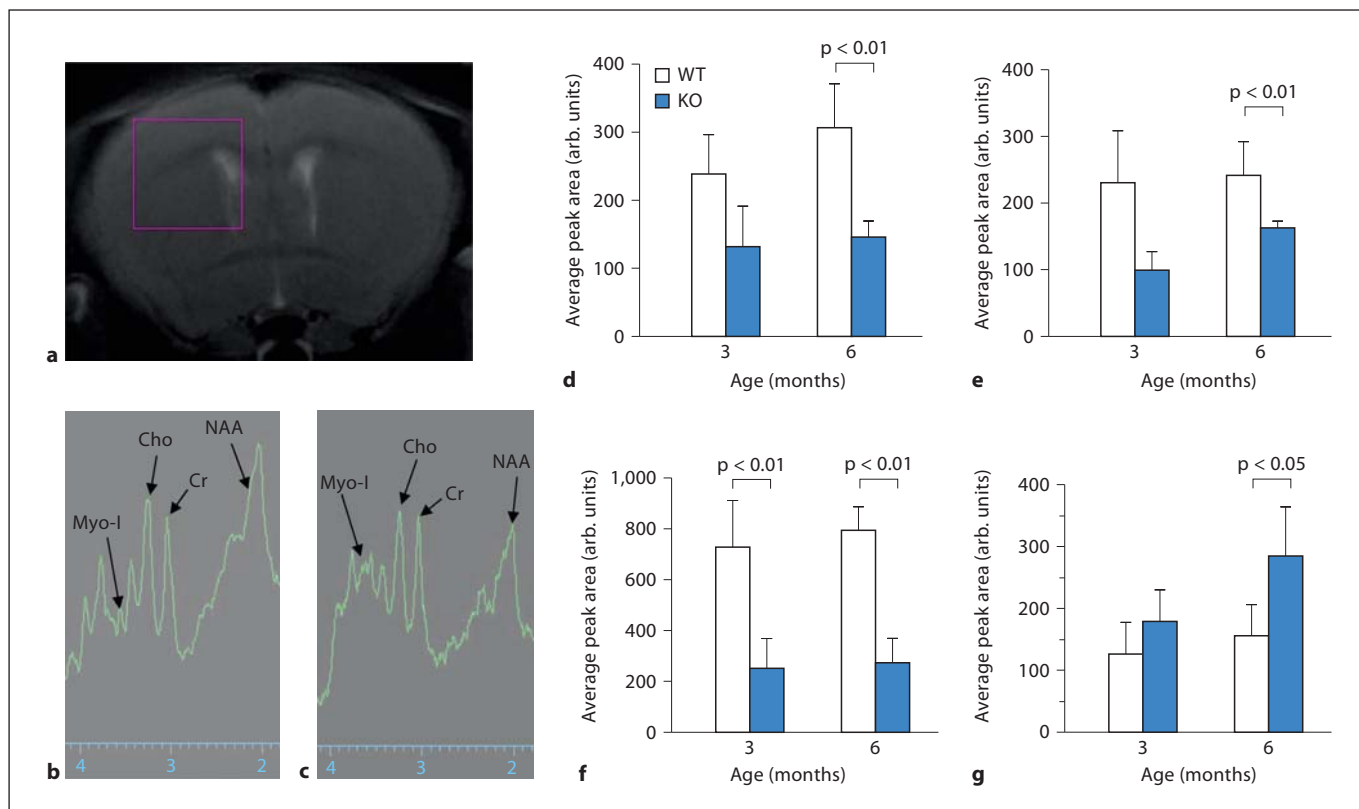 a
b
Cho
NAA
Cr
Myo-I
4
3
2
c
Cho
NAA
Myo-I
Cr
4
3
2
d
p < 0.01
WT
KO
Average peak area (arb. units)
400
300
200
100
0
3
6
Age (months)
e
p < 0.01
Average peak area (arb. units)
400
300
200
100
0
3
6
Age (months)
f
p < 0.01
p < 0.01
Average peak area (arb. units)
1,000
800
600
400
200
0
3
6
Age (months)
g
p < 0.05
Average peak area (arb. units)
400
300
200
100
0
3
6
Age (months)